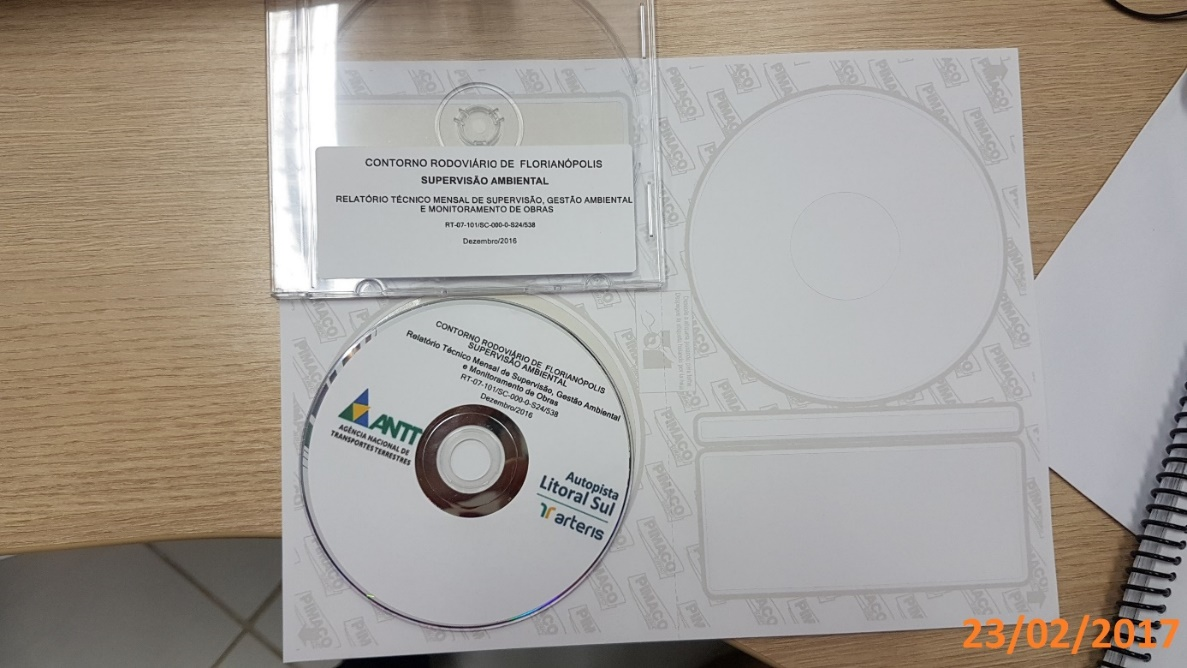 CONTORNO RODOVIÁRIO DE FLORIANÓPOLIS
SUPERVISÃO AMBIENTAL
RELATÓRIO TÉCNICO MENSAL DE SUPERVISÃO, GESTÃO AMBIENTAL
E MONITORAMENTO DE OBRAS
RT-07-101/SC-000-0-S24/538
Dezembro/2016
CONTORNO RODOVIÁRIO DE FLORIANÓPOLIS
SUPERVISÃO AMBIENTAL
Relatório Técnico Mensal de Supervisão, Gestão Ambiental
e Monitoramento de Obras
RT-07-101/SC-000-0-S24/538
Dezembro/2016
ANTT
AGÊNCIA NACIONAL DE
TRANSPORTES TERRESTRES
Autopista
Litoral Sul
arteris
PIMACO
23/02/2017